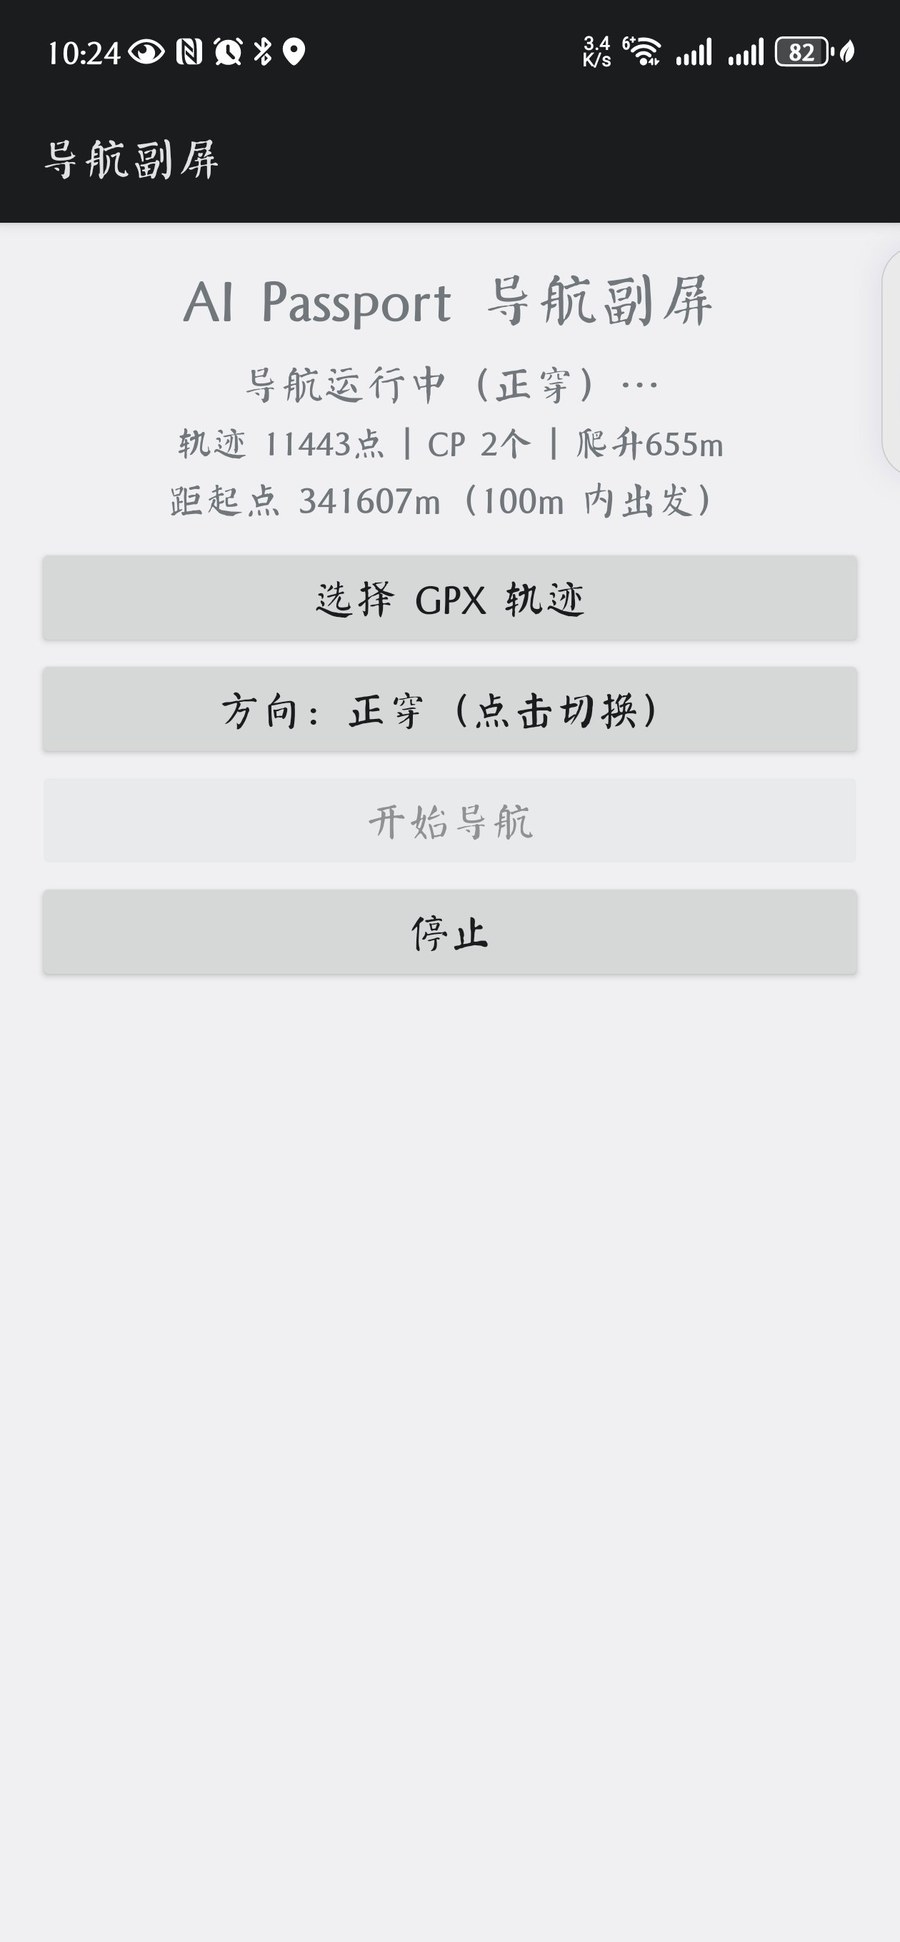 10:24 3.4 K/s 6+ 82
导航副屏
AI Passport 导航副屏
导航运行中（正穿）…
轨迹 11443点 | CP 2个 | 爬升655m
距起点 341607m（100m 内出发）
选择 GPX 轨迹
方向：正穿（点击切换）
开始导航
停止